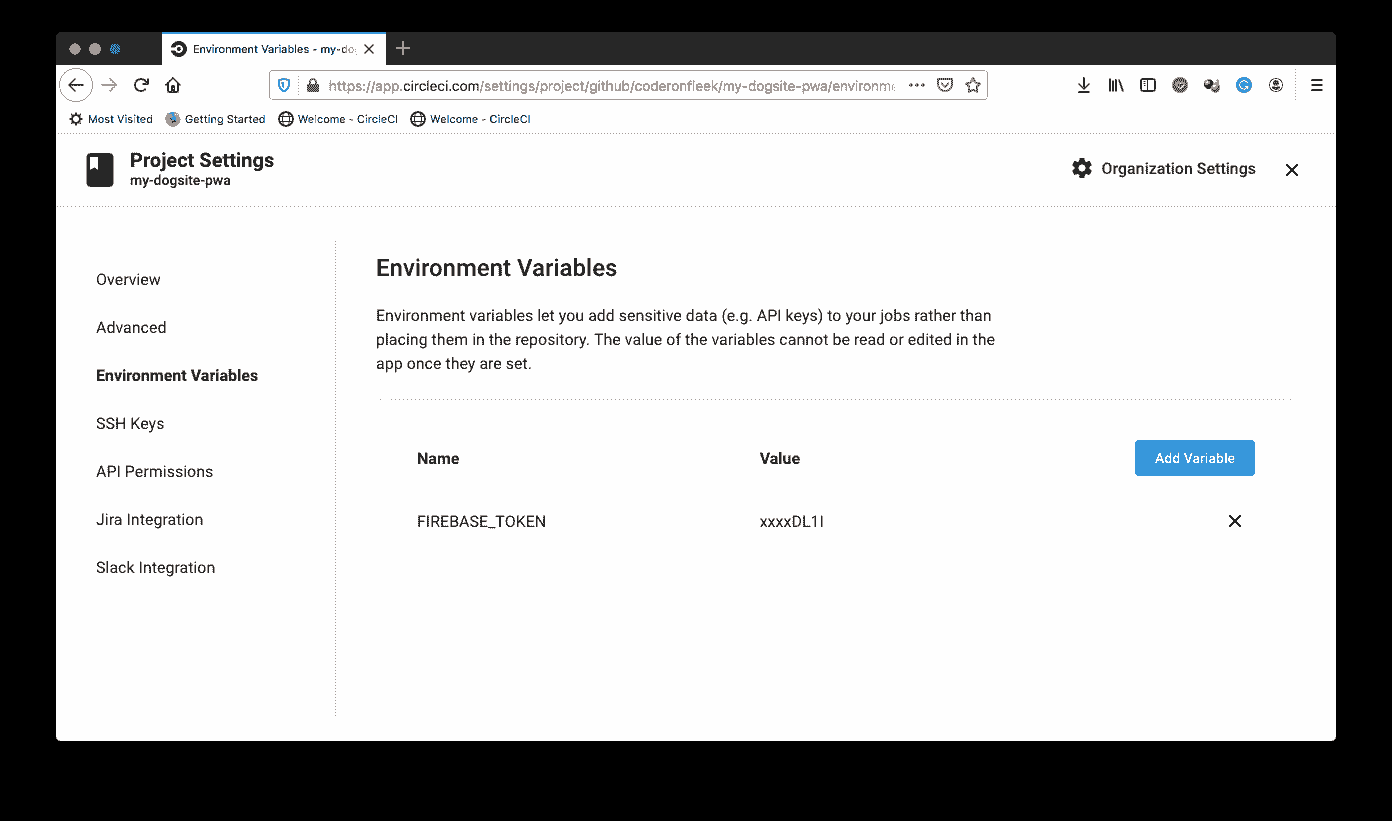 Environment Variables - my-do
https://app.circleci.com/settings/project/github/coderonfleek/my-dogsite-pwa/environme
Most Visited
Getting Started
Welcome - CircleCI
Welcome - CircleCI
Project Settings
my-dogsite-pwa
Organization Settings
Overview
Advanced
Environment Variables
SSH Keys
API Permissions
Jira Integration
Slack Integration
Environment Variables
Environment variables let you add sensitive data (e.g. API keys) to your jobs rather than
placing them in the repository. The value of the variables cannot be read or edited in the
app once they are set.
Name
Value
Add Variable
FIREBASE_TOKEN
xxxxDL1I